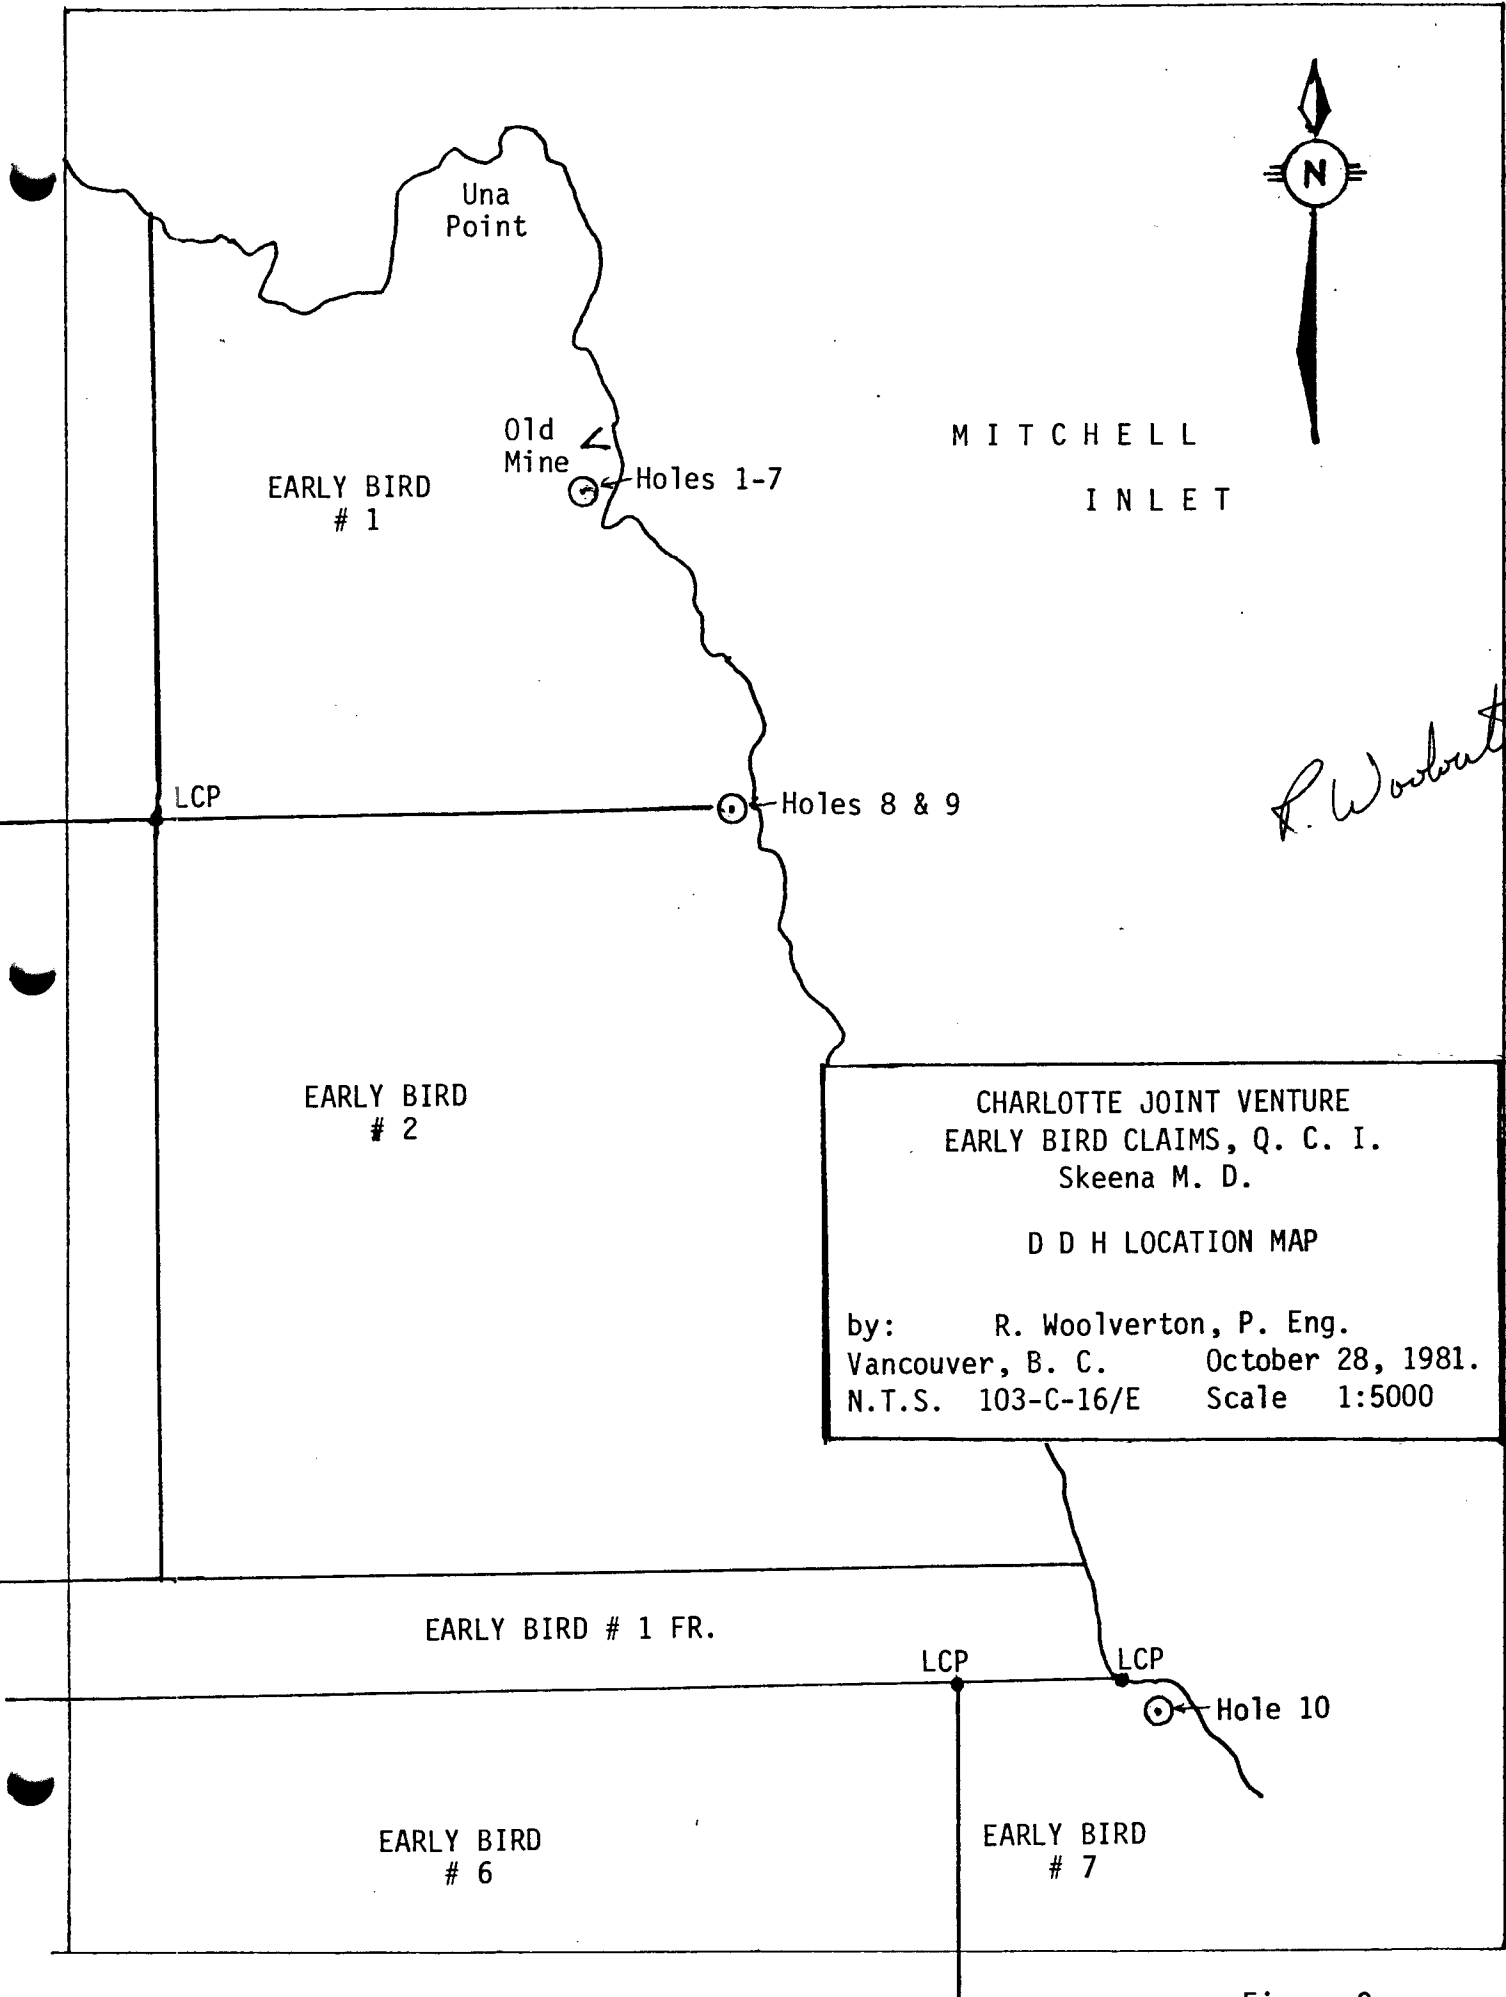 N
Una
Point
Old
Mine
Holes 1-7
MITCHELL
INLET
EARLY BIRD
# 1
LCP
Holes 8 & 9
EARLY BIRD
# 2
CHARLOTTE JOINT VENTURE
EARLY BIRD CLAIMS, Q. C. I.
Skeena M. D.
D D H LOCATION MAP
by: R. Woolverton, P. Eng.
Vancouver, B. C. October 28, 1981.
N.T.S. 103-C-16/E Scale 1:5000
EARLY BIRD # 1 FR.
LCP
LCP
Hole 10
EARLY BIRD
# 6
EARLY BIRD
# 7